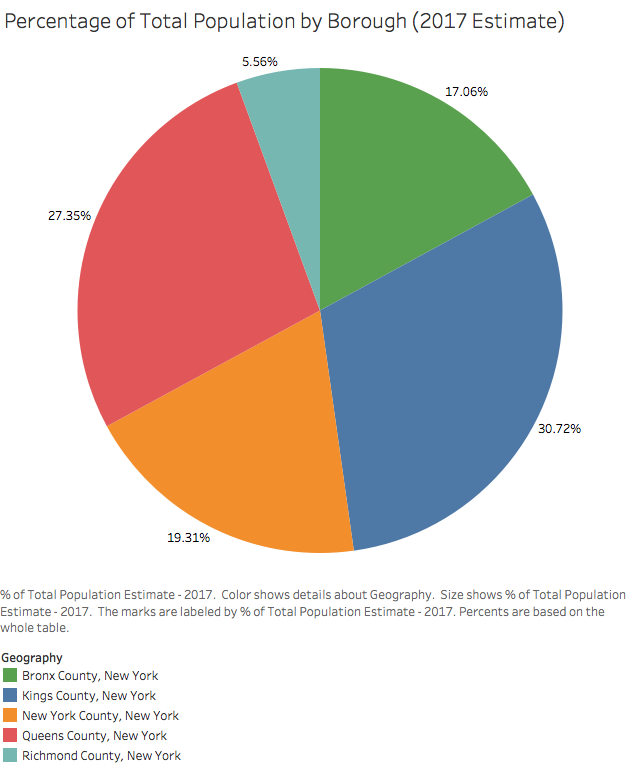 Percentage of Total Population by Borough (2017 Estimate)
5.56%
17.06%
27.35%
30.72%
19.31%
% of Total Population Estimate - 2017.  Color shows details about Geography.  Size shows % of Total Population
Estimate - 2017.  The marks are labeled by % of Total Population Estimate - 2017. Percents are based on the
whole table.
Geography
Bronx County, New York
Kings County, New York
New York County, New York
Queens County, New York
Richmond County, New York